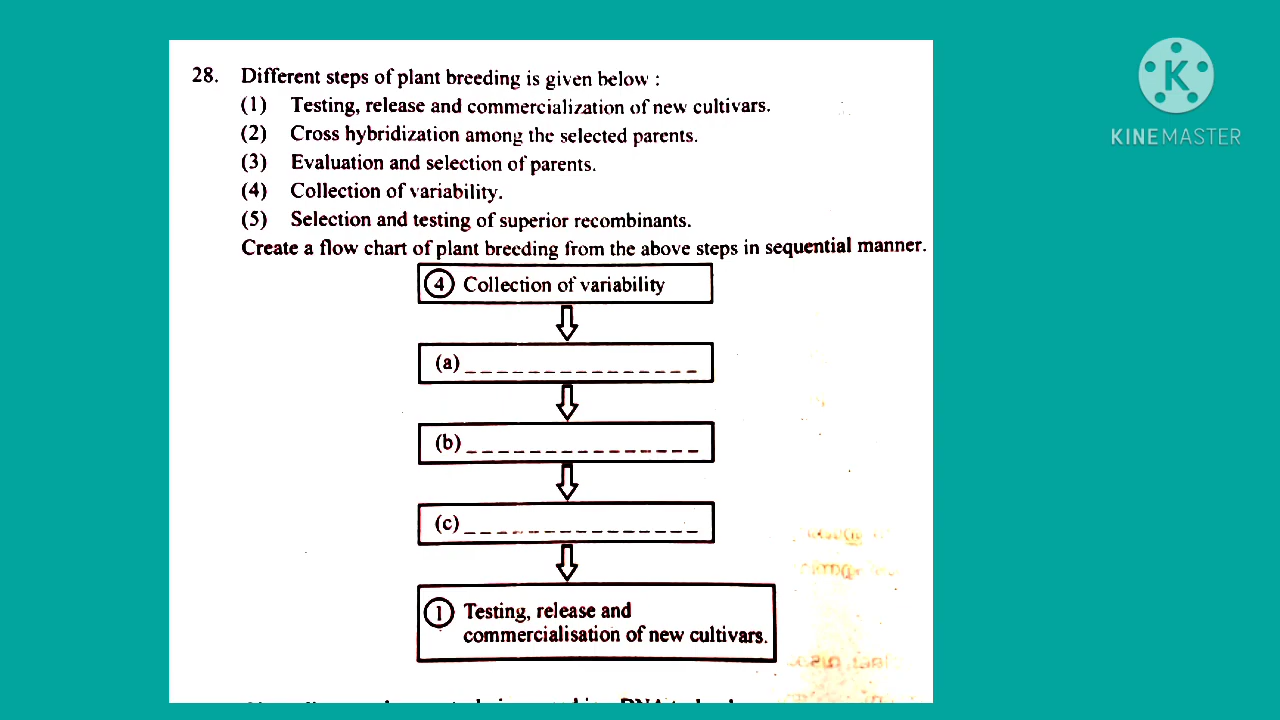 28. Different steps of plant breeding is given below :
(1) Testing, release and commercialization of new cultivars.
(2) Cross hybridization among the selected parents.
(3) Evaluation and selection of parents.
(4) Collection of variability.
(5) Selection and testing of superior recombinants.
Create a flow chart of plant breeding from the above steps in sequential manner.
4 Collection of variability
(a) _ _ _ _ _ _ _ _ _ _ _ _ _ _ _
(b) _ _ _ _ _ _ _ _ _ _ _ _ _ _ _
(c) _ _ _ _ _ _ _ _ _ _ _ _ _ _ _
1 Testing, release and
commercialisation of new cultivars.
K
KINEMASTER